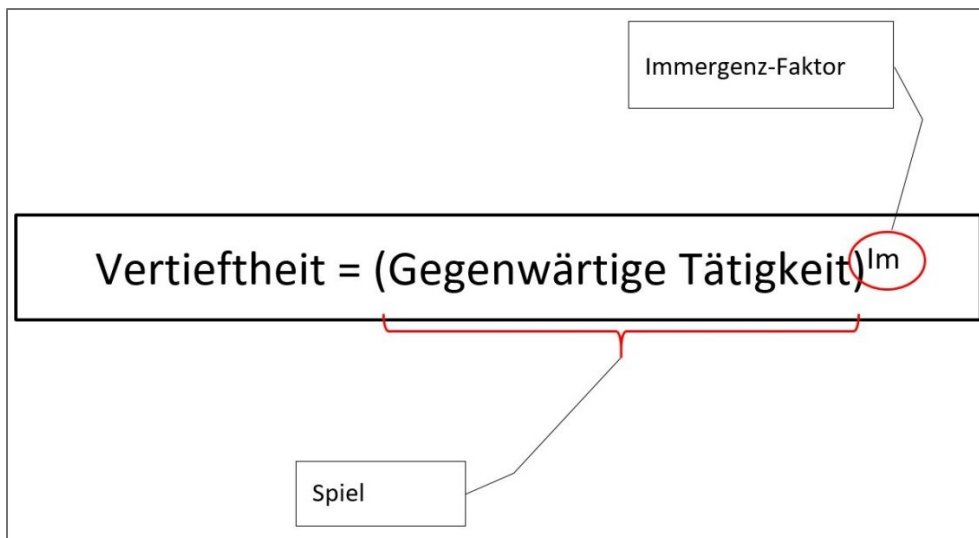 Immergenz-Faktor
Vertieftheit = (Gegenwärtige Tätigkeit)Im
Spiel